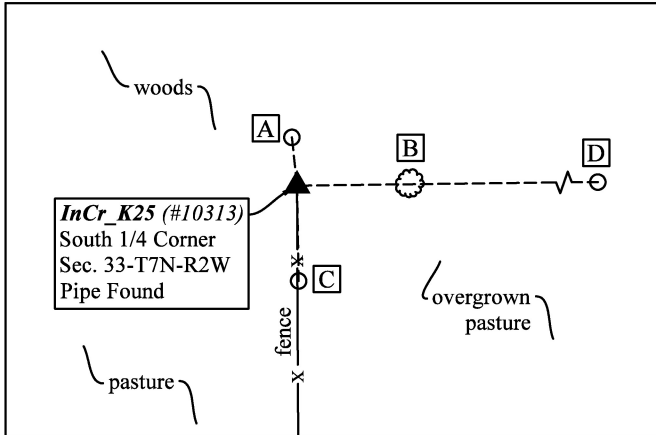 woods
A
B
D
InCr_K25 (#10313)
South 1/4 Corner
Sec. 33-T7N-R2W
Pipe Found
x
C
fence
overgrown
pasture
x
pasture